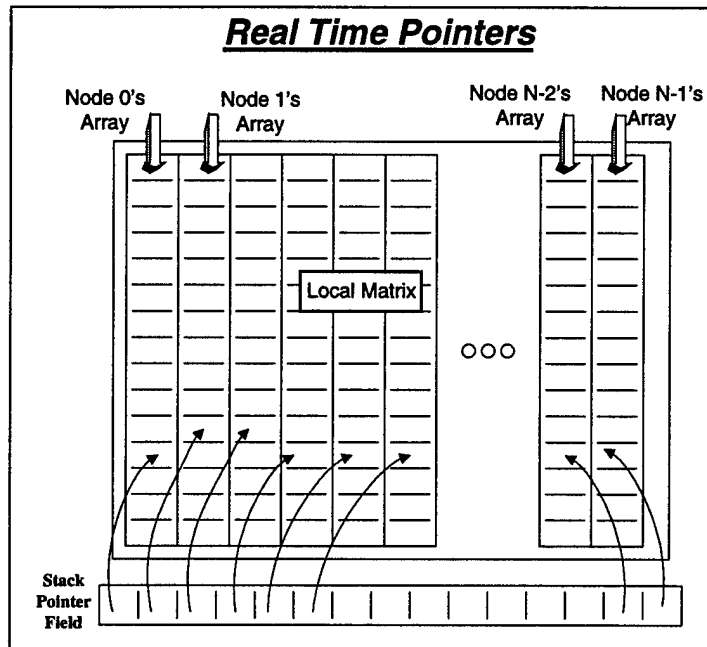 Real Time Pointers
Node 0's
Array
Node 1's
Array
Node N-2's
Array
Node N-1's
Array
Local Matrix
Stack
Pointer
Field